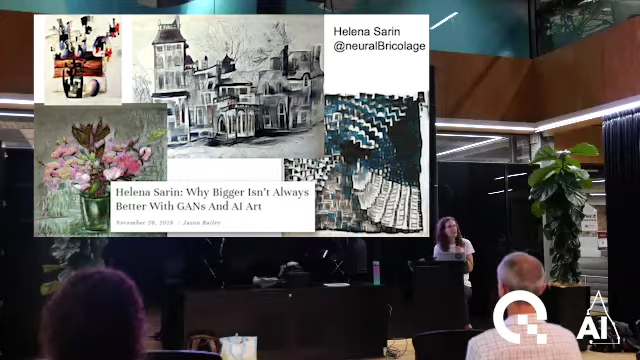 Helena Sarin
@neuralBricolage
Helena Sarin: Why Bigger Isn't Always
Better With GANs And AI Art
November 26, 2018 / Jason Bailey
AI